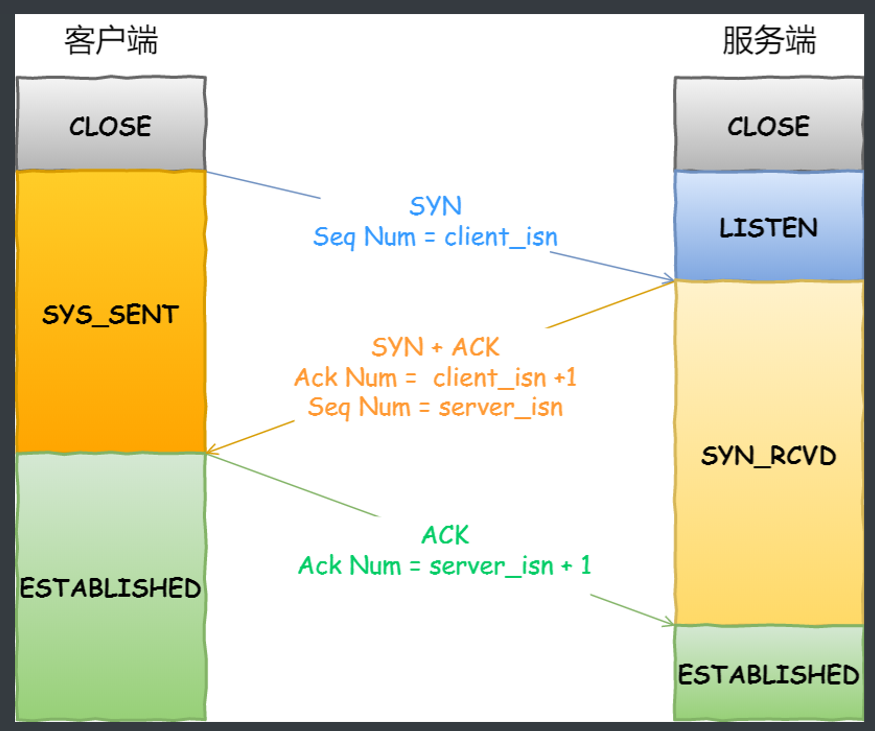 客户端
服务端
CLOSE
CLOSE
SYN
Seq Num = client_isn
LISTEN
SYS_SENT
SYN + ACK
Ack Num = client_isn +1
Seq Num = server_isn
SYN_RCVD
ACK
Ack Num = server_isn + 1
ESTABLISHED
ESTABLISHED